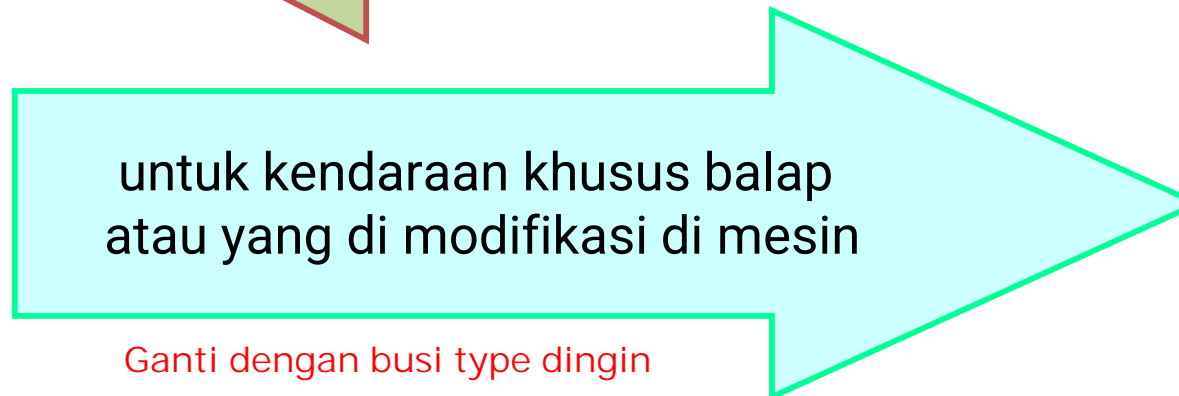 untuk kendaraan khusus balap
atau yang di modifikasi di mesin
Ganti dengan busi type dingin